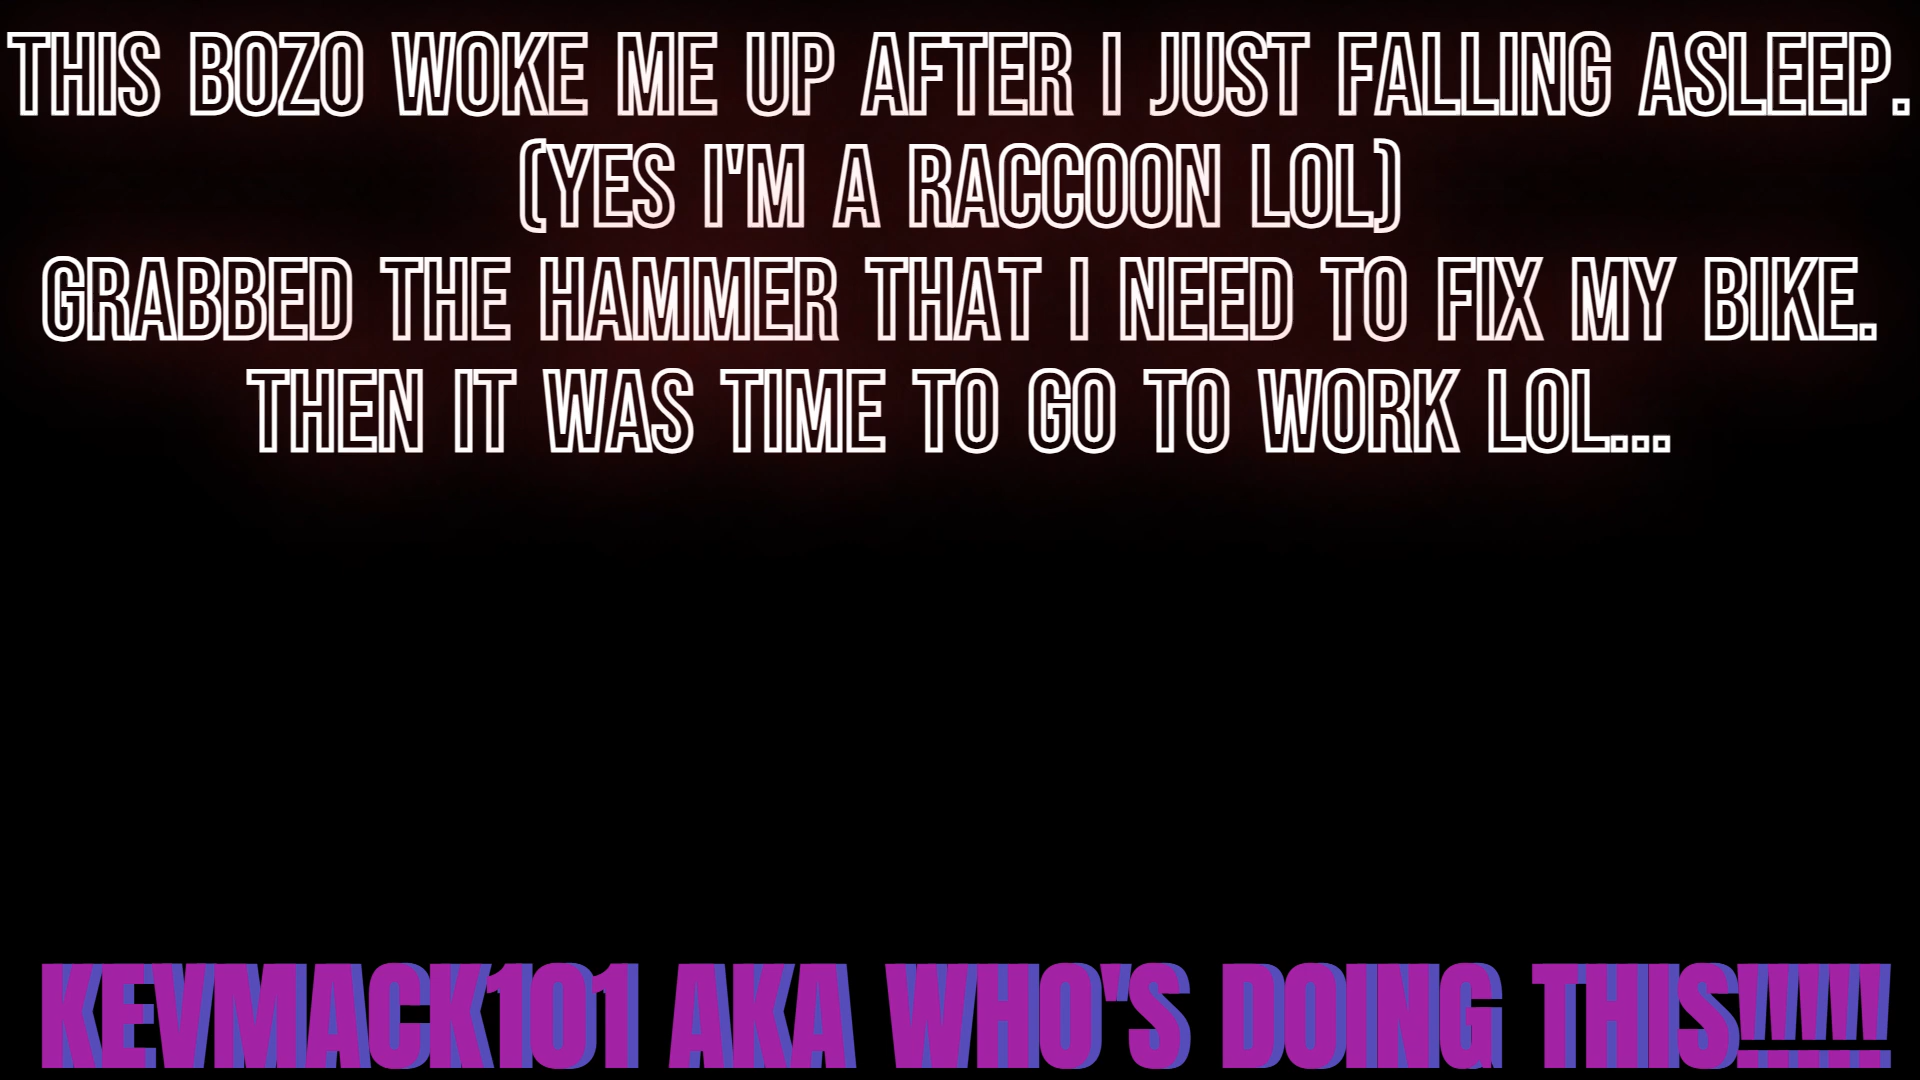 THIS BOZO WOKE ME UP AFTER I JUST FALLING ASLEEP.
(YES I'M A RACCOON LOL)
GRABBED THE HAMMER THAT I NEED TO FIX MY BIKE.
THEN IT WAS TIME TO GO TO WORK LOL...
KEVMACK101 AKA WHO'S DOING THIS!!!!!